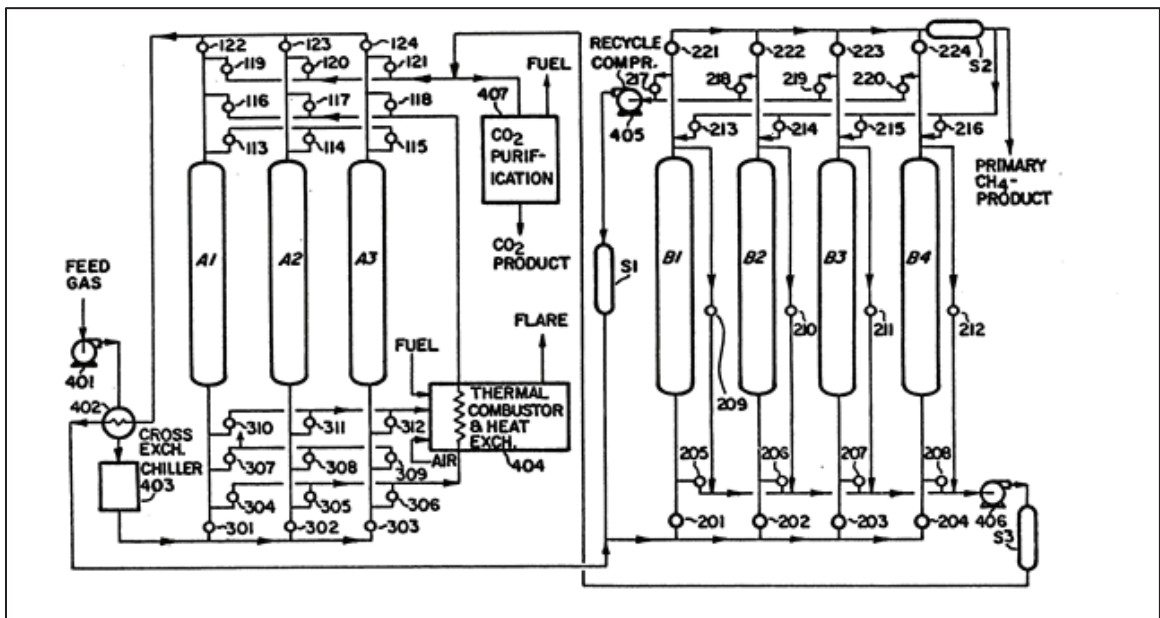 122
123
124
119
120
121
116
117
118
113
114
115
A1
A2
A3
FEED
GAS
401
402
CROSS
EXCH.
CHILLER
403
310
311
312
307
308
309
304
305
306
301
302
303
FUEL
407
CO2
PURIF-
ICATION
CO2
PRODUCT
FLARE
FUEL
THERMAL
COMBUSTOR
& HEAT
EXCH.
AIR
404
RECYCLE
COMPR.
405
S1
221
222
223
224
S2
217
218
219
220
213
214
215
216
PRIMARY
CH4-
PRODUCT
B1
B2
B3
B4
209
210
211
212
205
206
207
208
201
202
203
204
406
S3